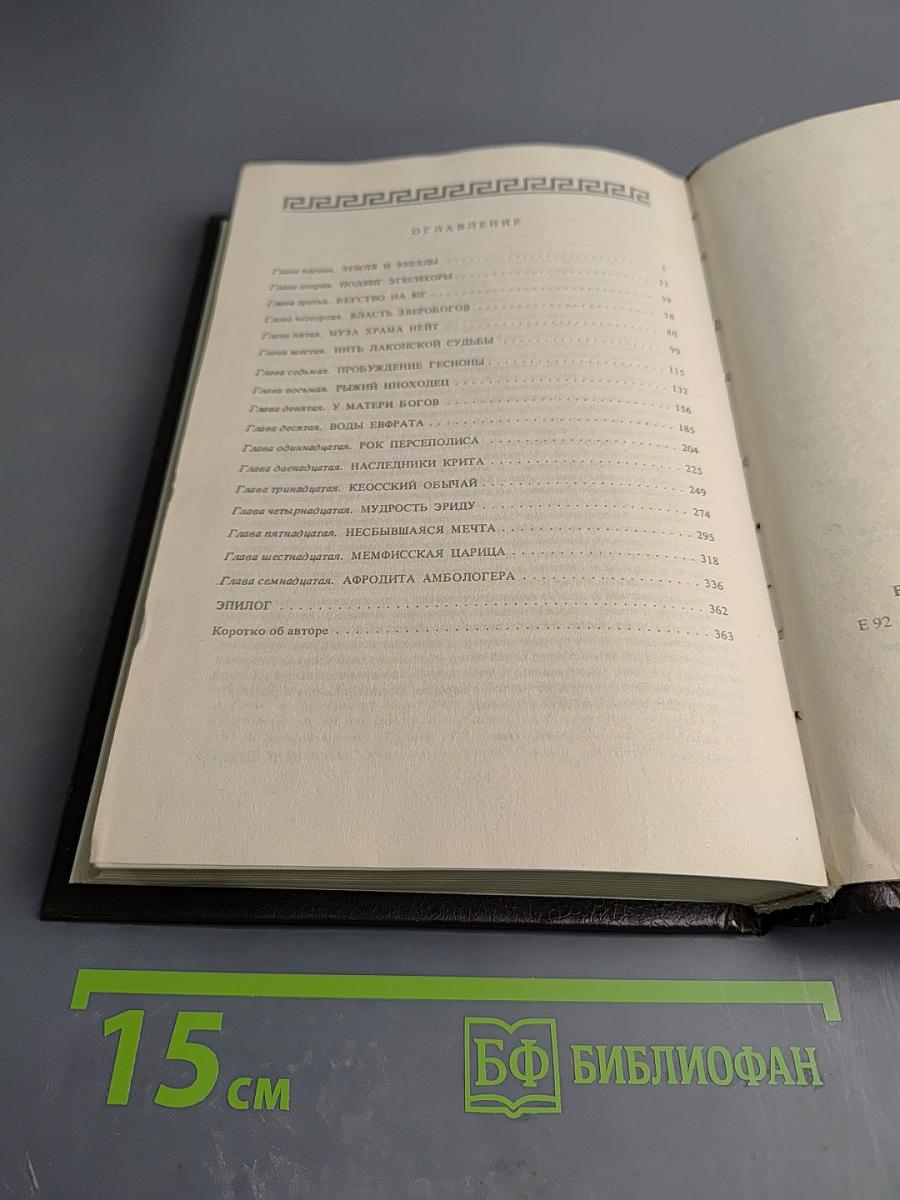 ОГЛАВЛЕНИЕ
Глава первая. ЗЕМЛЯ И ЗВЕЗДЫ 5
Глава вторая. ПОДВИГ ЭГЕСИХОРЫ 22
Глава третья. БЕГСТВО НА ЮГ 39
Глава четвертая. ВЛАСТЬ ЗВЕРОБОГОВ 58
Глава пятая. МУЗА ХРАМА НЕЙТ 80
Глава шестая. НИТЬ ЛАКОНСКОЙ СУДЬБЫ 99
Глава седьмая. ПРОБУЖДЕНИЕ ГЕСИОНЫ 115
Глава восьмая. РЫЖИЙ ИНОХОДЕЦ 132
Глава девятая. У МАТЕРИ БОГОВ 156
Глава десятая. ВОДЫ ЕВФРАТА 185
Глава одиннадцатая. РОК ПЕРСЕПОЛИСА 204
Глава двенадцатая. НАСЛЕДНИКИ КРИТА 225
Глава тринадцатая. КЕОССКИЙ ОБЫЧАЙ 249
Глава четырнадцатая. МУДРОСТЬ ЭРИДУ 274
Глава пятнадцатая. НЕСБЫВШАЯСЯ МЕЧТА 295
Глава шестнадцатая. МЕМФИССКАЯ ЦАРИЦА 318
Глава семнадцатая. АФРОДИТА АМБОЛОГЕРА 336
ЭПИЛОГ 362
Коротко об авторе 363
Е 92
15 см
БФ БИБЛИОФАН